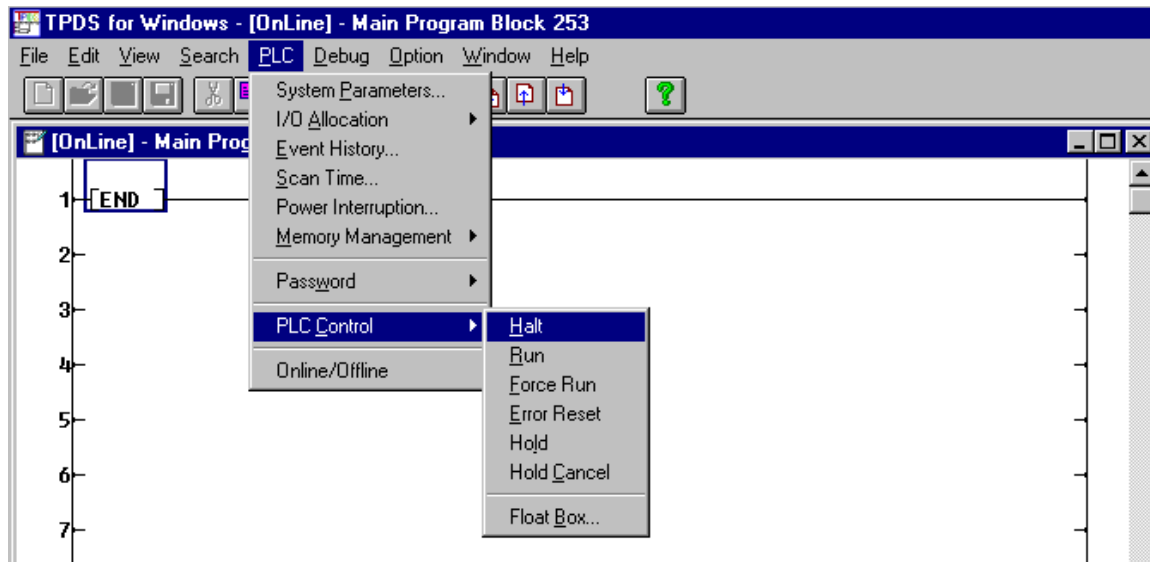 TPDS for Windows - [OnLine] - Main Program Block 253
File Edit View Search PLC Debug Option Window Help
System Parameters...
I/O Allocation
Event History...
Scan Time...
Power Interruption...
Memory Management
Password
PLC Control
Online/Offline
Halt
Run
Force Run
Error Reset
Hold
Hold Cancel
Float Box...
[OnLine] - Main Prog
1 [END ]
2
3
4
5
6
7